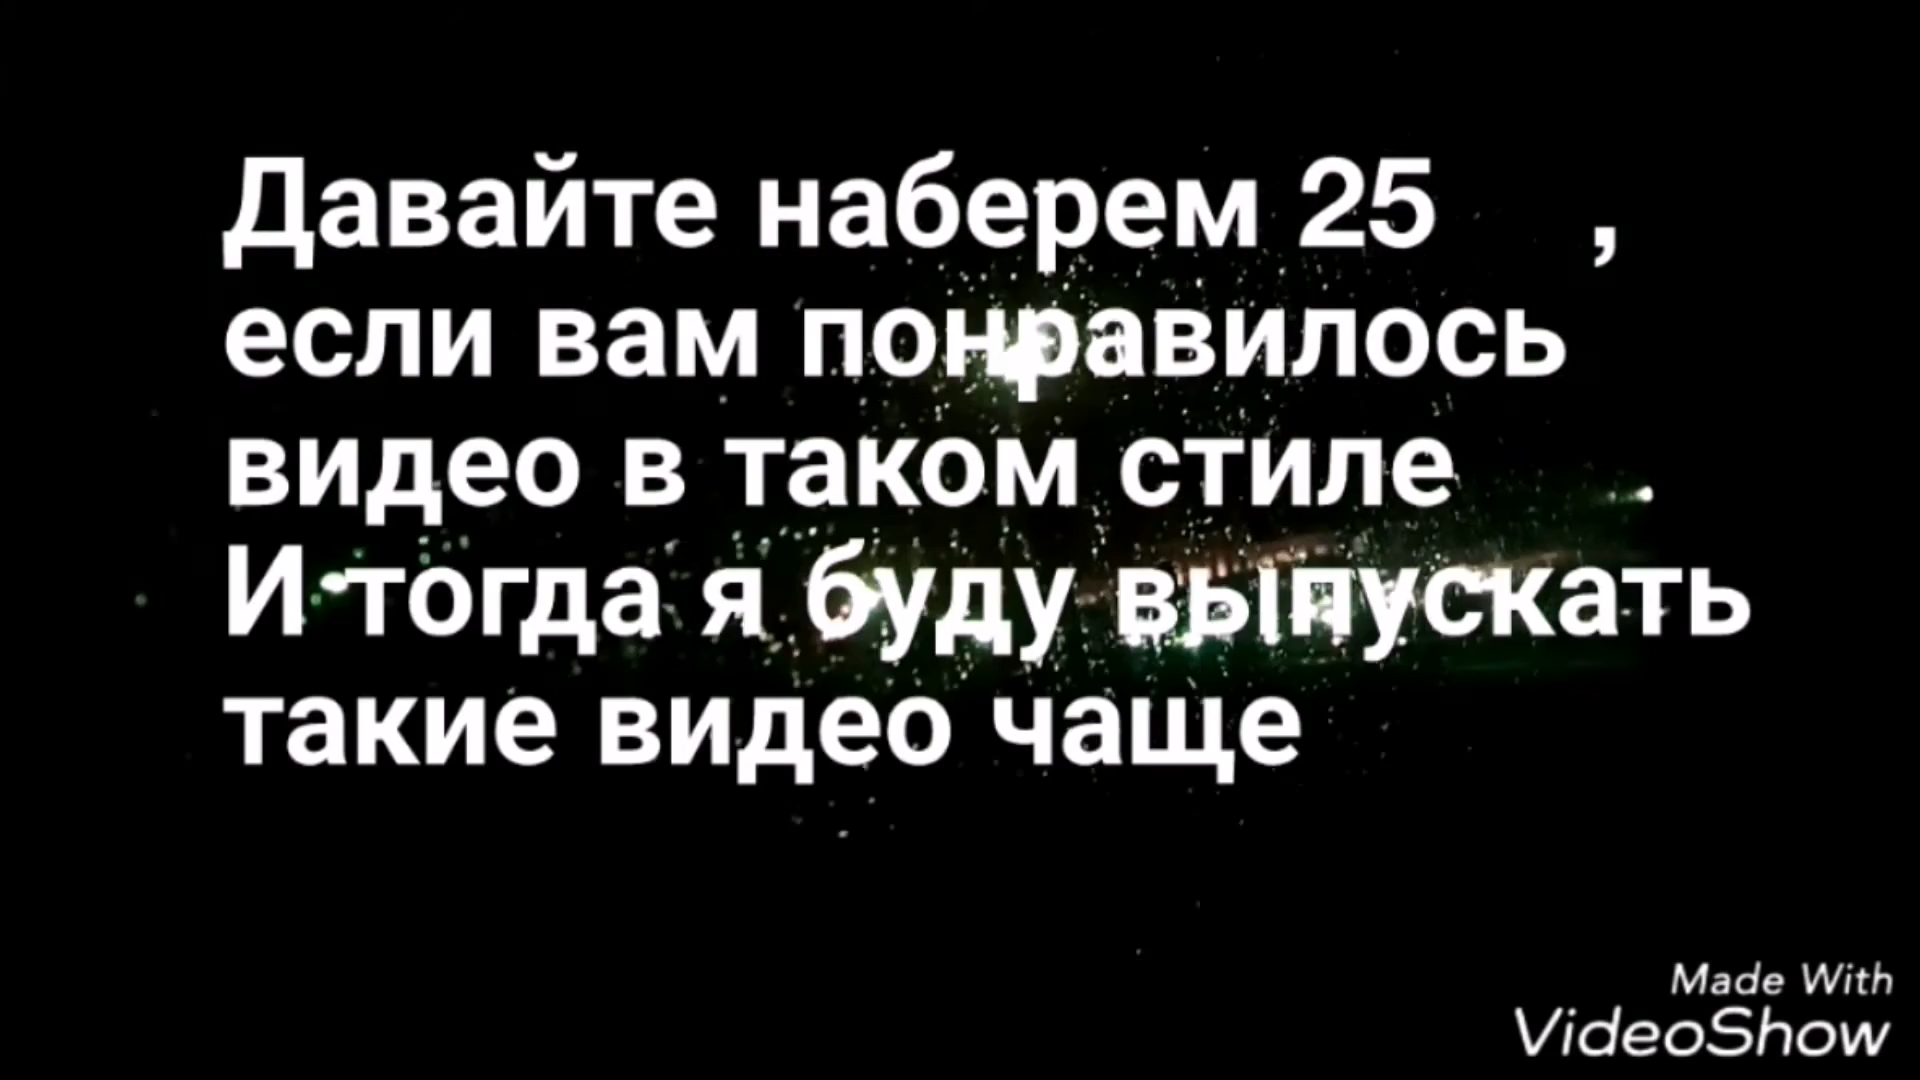 Давайте наберем 25 ,
если вам понравилось
видео в таком стиле
И тогда я буду выпускать
такие видео чаще
Made With
VideoShow